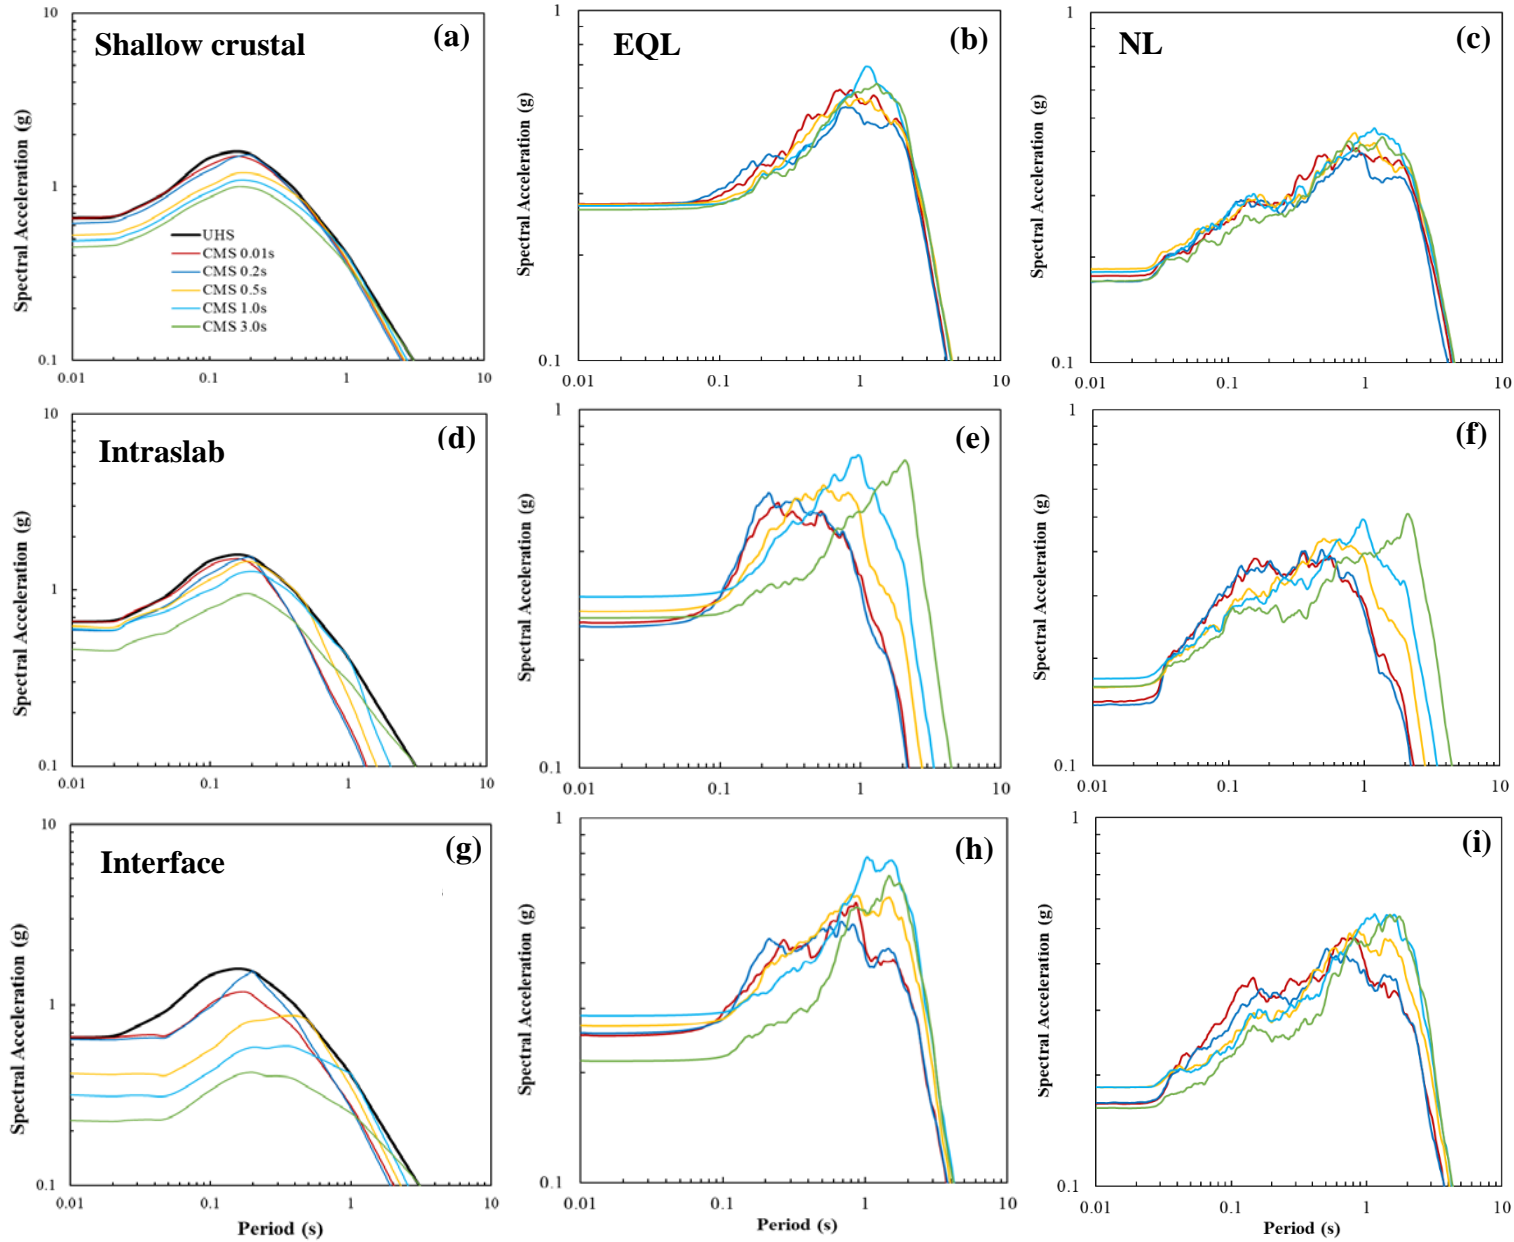 Shallow crustal
(a)
Spectral Acceleration (g)
10
1
0.1
0.01
0.1
1
10
UHS
CMS 0.01s
CMS 0.2s
CMS 0.5s
CMS 1.0s
CMS 3.0s
EQL
(b)
Spectral Acceleration (g)
1
0.1
0.01
0.1
1
10
NL
(c)
Spectral Acceleration (g)
1
0.1
0.01
0.1
1
10
Intraslab
(d)
Spectral Acceleration (g)
10
1
0.1
0.01
0.1
1
10
(e)
Spectral Acceleration (g)
1
0.1
0.01
0.1
1
10
(f)
Spectral Acceleration (g)
1
0.1
0.01
0.1
1
10
Interface
(g)
Spectral Acceleration (g)
10
1
0.1
0.01
0.1
1
10
Period (s)
(h)
Spectral Acceleration (g)
1
0.1
0.01
0.1
1
10
Period (s)
(i)
Spectral Acceleration (g)
1
0.1
0.01
0.1
1
10
Period (s)